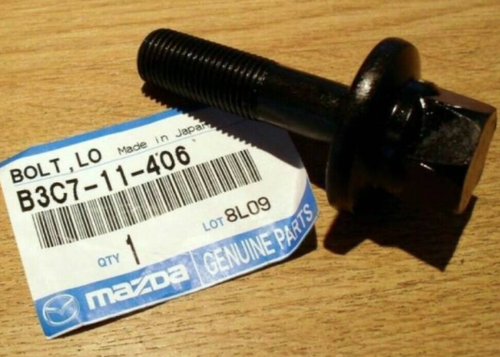 BOLT, LO Made in Japan
B3C7-11-406
QTY 1 LOT 8L09
mazda GENUINE PARTS